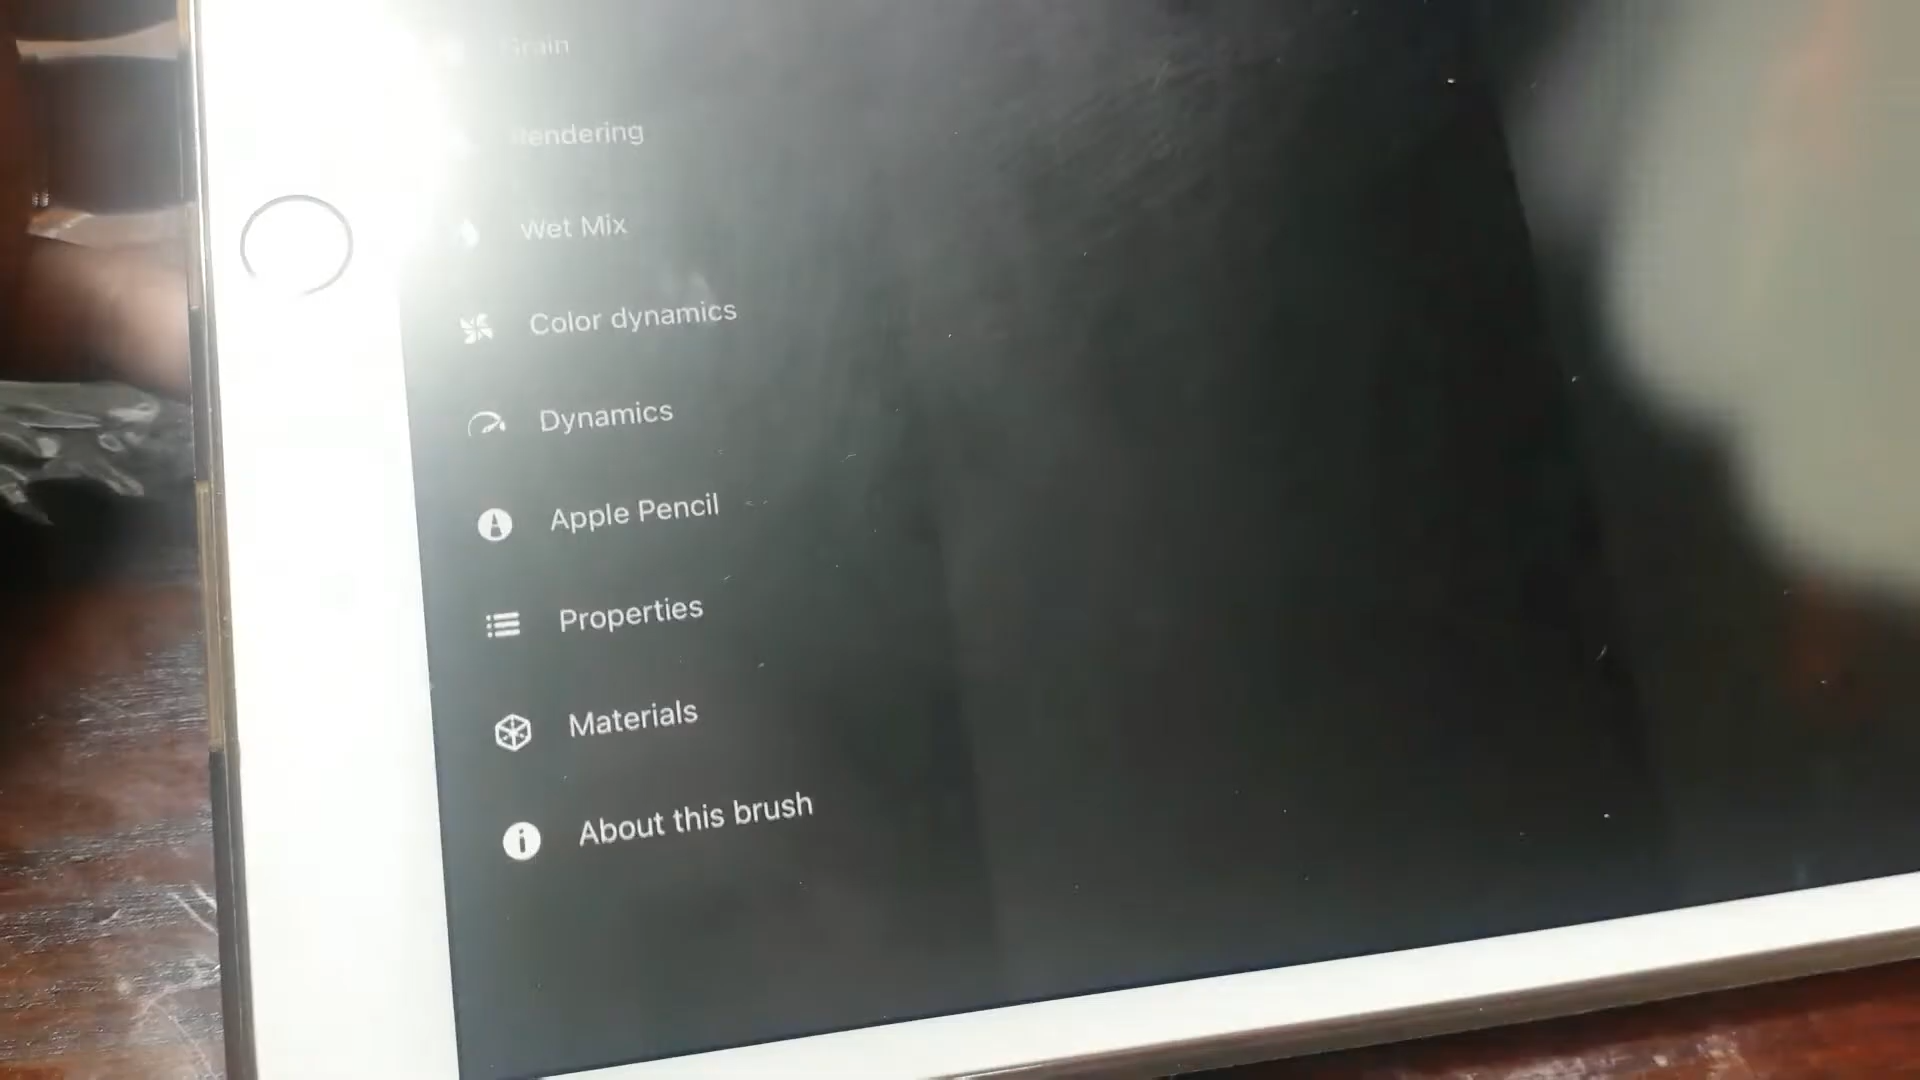 Grain
Rendering
Wet Mix
Color dynamics
Dynamics
Apple Pencil
Properties
Materials
About this brush